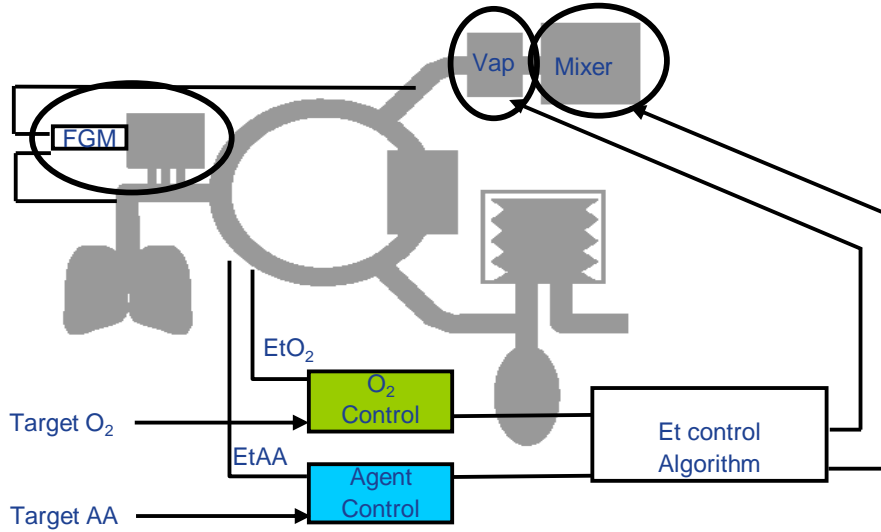 Vap
Mixer
FGM
EtO₂
O₂
Control
Target O₂
Et control
Algorithm
EtAA
Agent
Control
Target AA